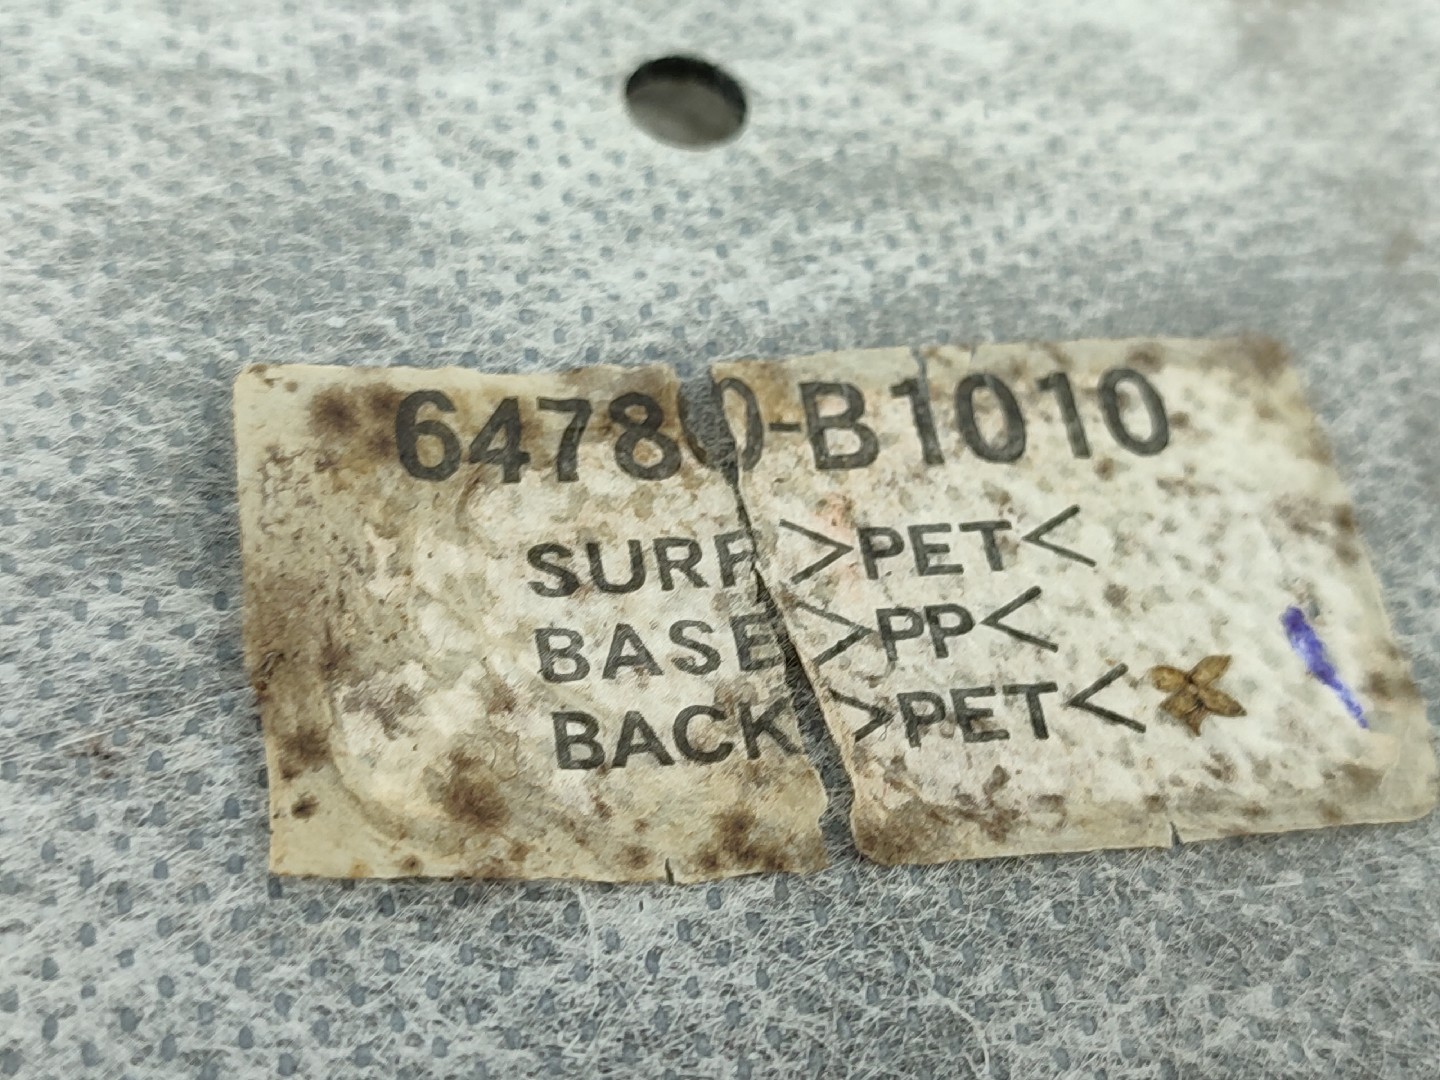 64780-B1010
SURF >PET<
BASE >PP<
BACK >PET<